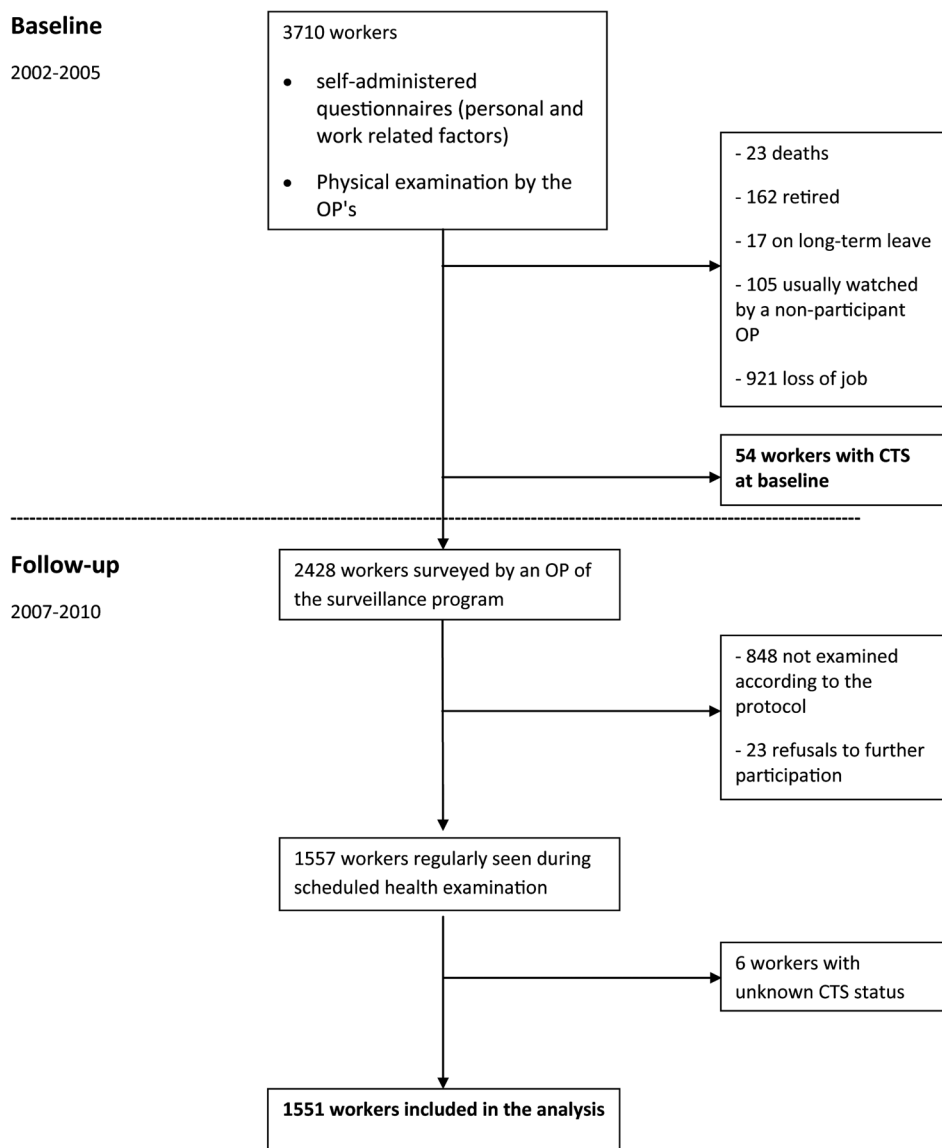 Baseline
2002-2005
3710 workers
• self-administered
questionnaires (personal and
work related factors)
• Physical examination by the
OP's
- 23 deaths
- 162 retired
- 17 on long-term leave
- 105 usually watched
by a non-participant
OP
- 921 loss of job
54 workers with CTS
at baseline
Follow-up
2007-2010
2428 workers surveyed by an OP of
the surveillance program
- 848 not examined
according to the
protocol
- 23 refusals to further
participation
1557 workers regularly seen during
scheduled health examination
6 workers with
unknown CTS status
1551 workers included in the analysis